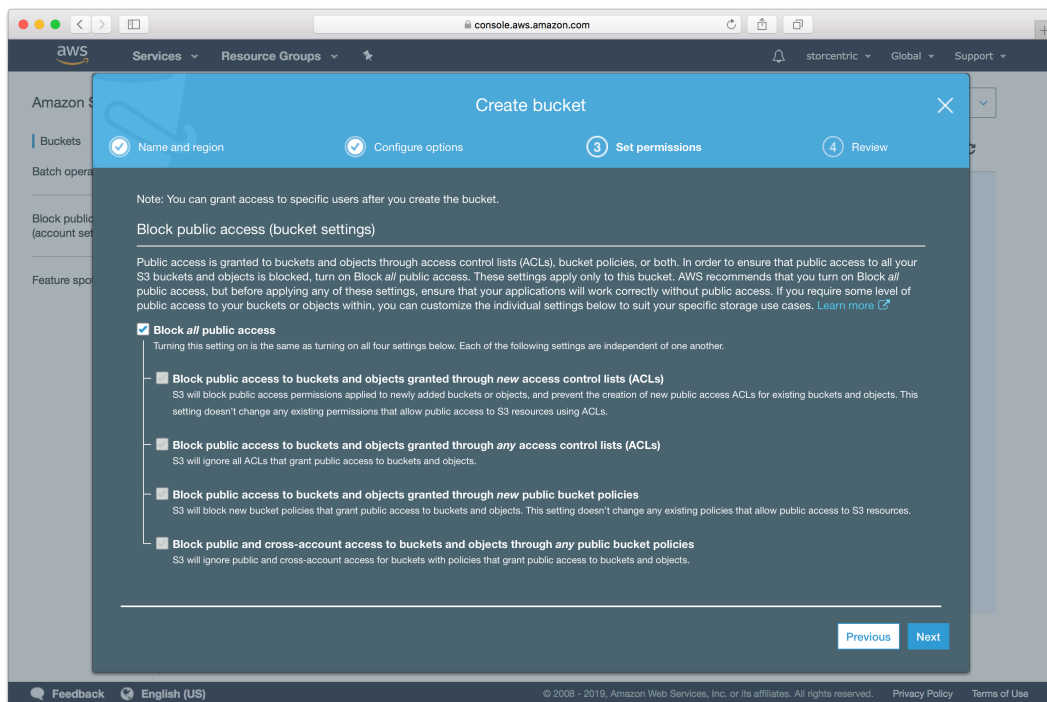 console.aws.amazon.com
aws
Services
Resource Groups
storcentric
Global
Support
Amazon S
Buckets
Batch opera
Block public
(account set
Feature spo
Create bucket
Name and region
Configure options
3 Set permissions
4 Review
Note: You can grant access to specific users after you create the bucket.
Block public access (bucket settings)
Public access is granted to buckets and objects through access control lists (ACLs), bucket policies, or both. In order to ensure that public access to all your
S3 buckets and objects is blocked, turn on Block all public access. These settings apply only to this bucket. AWS recommends that you turn on Block all
public access, but before applying any of these settings, ensure that your applications will work correctly without public access. If you require some level of
public access to your buckets or objects within, you can customize the individual settings below to suit your specific storage use cases. Learn more
Block all public access
Turning this setting on is the same as turning on all four settings below. Each of the following settings are independent of one another.
Block public access to buckets and objects granted through new access control lists (ACLs)
S3 will block public access permissions applied to newly added buckets or objects, and prevent the creation of new public access ACLs for existing buckets and objects. This
setting doesn't change any existing permissions that allow public access to S3 resources using ACLs.
Block public access to buckets and objects granted through any access control lists (ACLs)
S3 will ignore all ACLs that grant public access to buckets and objects.
Block public access to buckets and objects granted through new public bucket policies
S3 will block new bucket policies that grant public access to buckets and objects. This setting doesn't change any existing policies that allow public access to S3 resources.
Block public and cross-account access to buckets and objects through any public bucket policies
S3 will ignore public and cross-account access for buckets with policies that grant public access to buckets and objects.
Previous
Next
Feedback
English (US)
© 2008 - 2019, Amazon Web Services, Inc. or its affiliates. All rights reserved.
Privacy Policy
Terms of Use